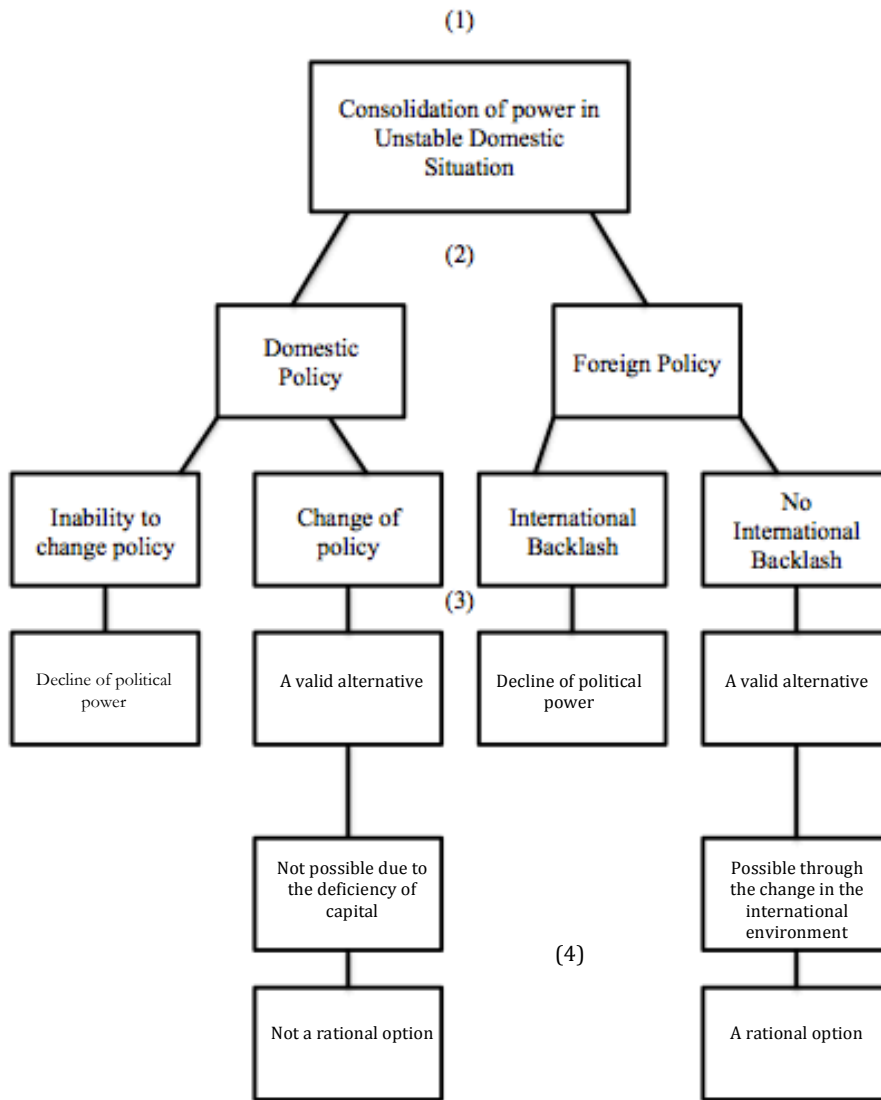 (1)
Consolidation of power in
Unstable Domestic
Situation
(2)
Domestic
Policy
Foreign Policy
Inability to
change policy
Change of
policy
International
Backlash
No
International
Backlash
(3)
Decline of political
power
A valid alternative
Decline of political
power
A valid alternative
Not possible due to
the deficiency of
capital
Possible through
the change in the
international
environment
(4)
Not a rational option
A rational option